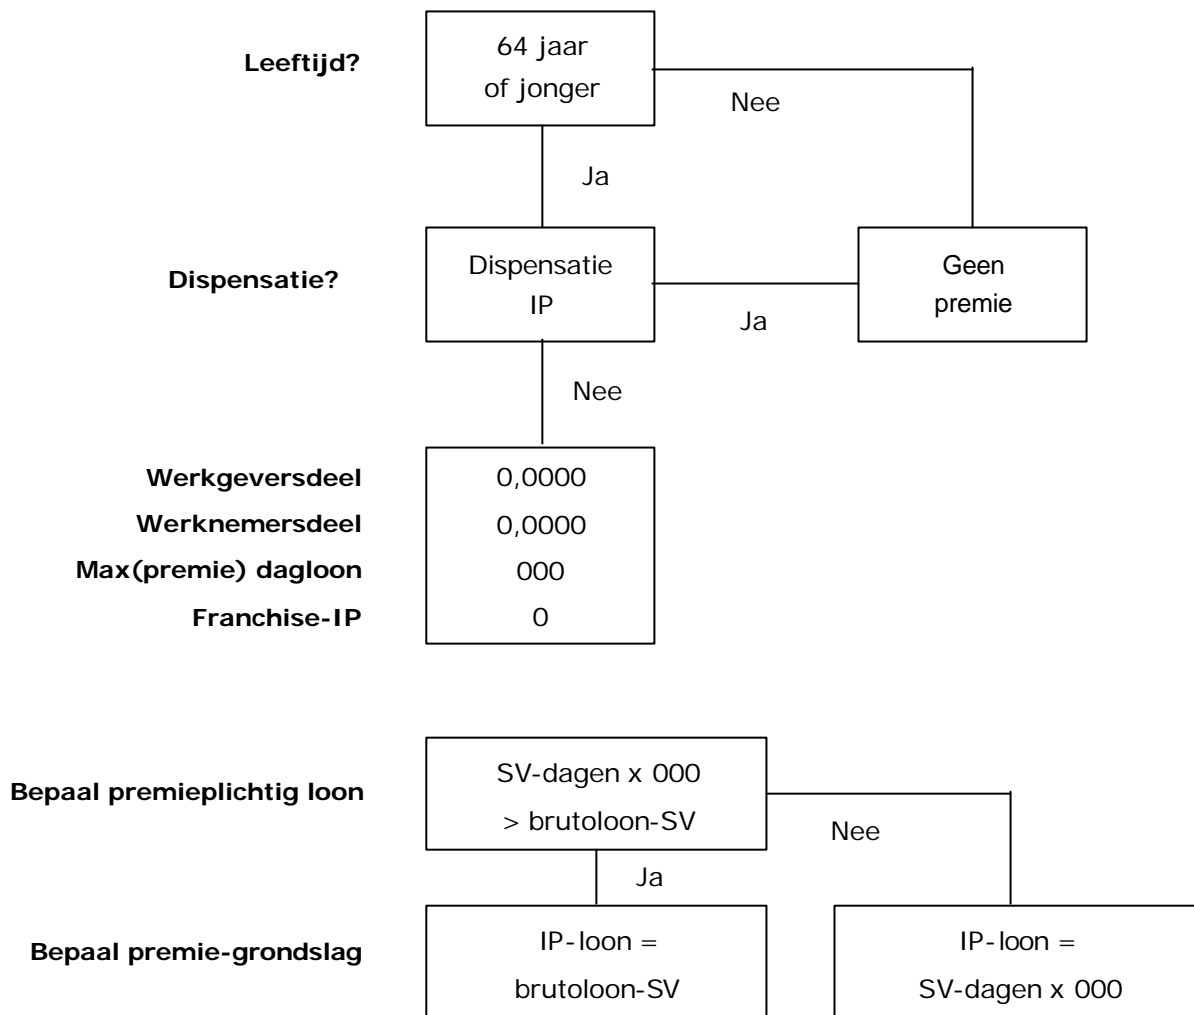 Leeftijd?
64 jaar
of jonger
Nee
Ja
Dispensatie?
Dispensatie
IP
Ja
Geen
premie
Nee
Werkgeversdeel
0,0000
Werknemersdeel
0,0000
Max(premie) dagloon
000
Franchise-IP
0
Bepaal premieplichtig loon
SV-dagen x 000
> brutoloon-SV
Nee
Ja
Bepaal premie-grondslag
IP-loon =
brutoloon-SV
IP-loon =
SV-dagen x 000